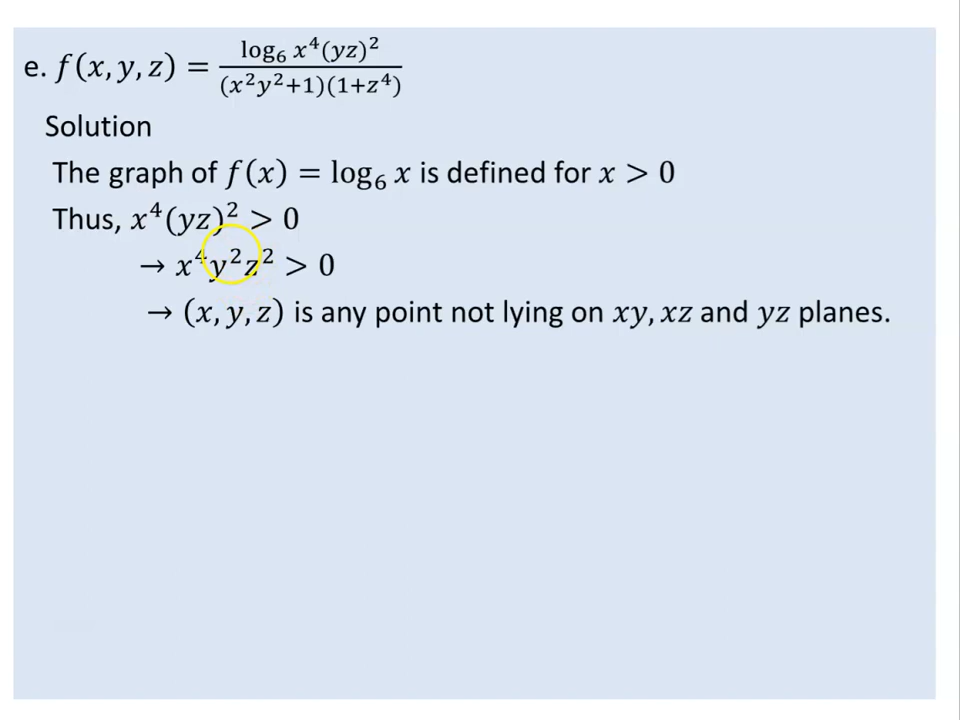 e. f(x, y, z) = log₆ x⁴(yz)² / (x²y²+1)(1+z⁴)
Solution
The graph of f(x) = log₆ x is defined for x > 0
Thus, x⁴(yz)² > 0
→ x⁴y²z² > 0
→ (x, y, z) is any point not lying on xy, xz and yz planes.